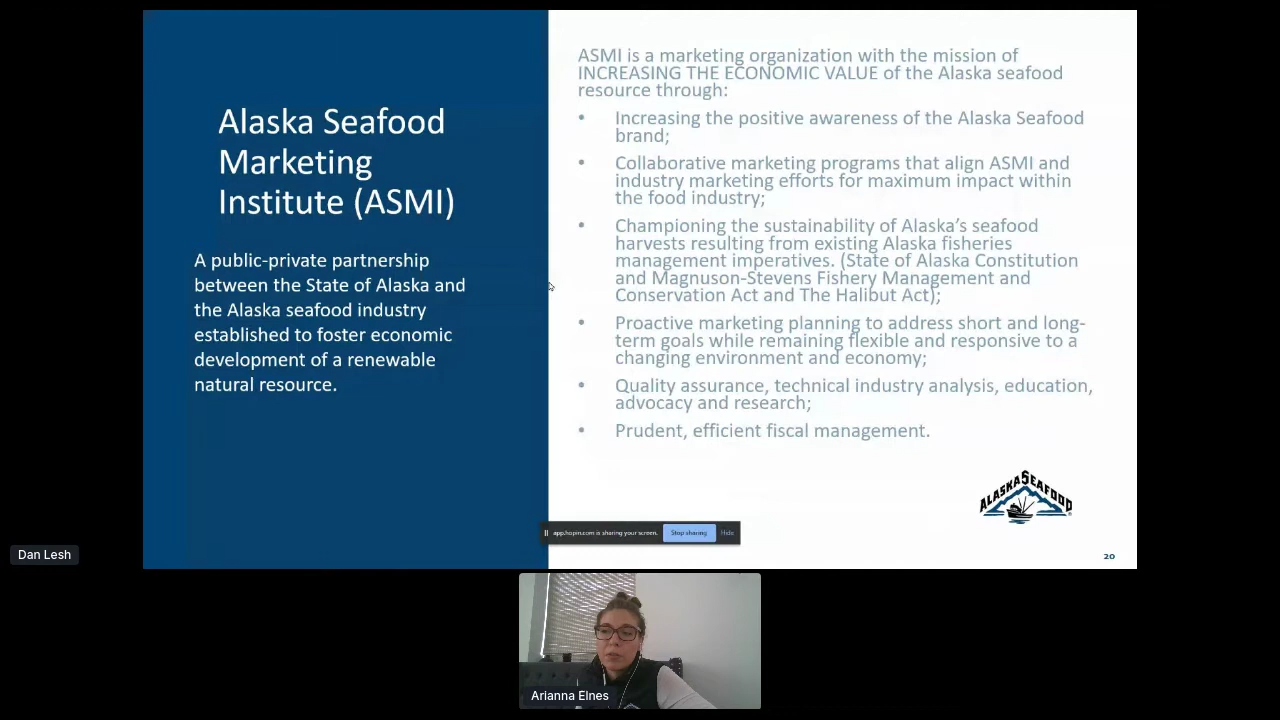 Alaska Seafood
Marketing
Institute (ASMI)
A public-private partnership
between the State of Alaska and
the Alaska seafood industry
established to foster economic
development of a renewable
natural resource.
ASMI is a marketing organization with the mission of
INCREASING THE ECONOMIC VALUE of the Alaska seafood
resource through:
• Increasing the positive awareness of the Alaska Seafood
brand;
• Collaborative marketing programs that align ASMI and
industry marketing efforts for maximum impact within
the food industry;
• Championing the sustainability of Alaska’s seafood
harvests resulting from existing Alaska fisheries
management imperatives. (State of Alaska Constitution
and Magnuson-Stevens Fishery Management and
Conservation Act and The Halibut Act);
• Proactive marketing planning to address short and long-
term goals while remaining flexible and responsive to a
changing environment and economy;
• Quality assurance, technical industry analysis, education,
advocacy and research;
• Prudent, efficient fiscal management.
ALASKA SEAFOOD
app.hopin.com is sharing your screen. Stop sharing Hide
20
Dan Lesh
Arianna Elnes